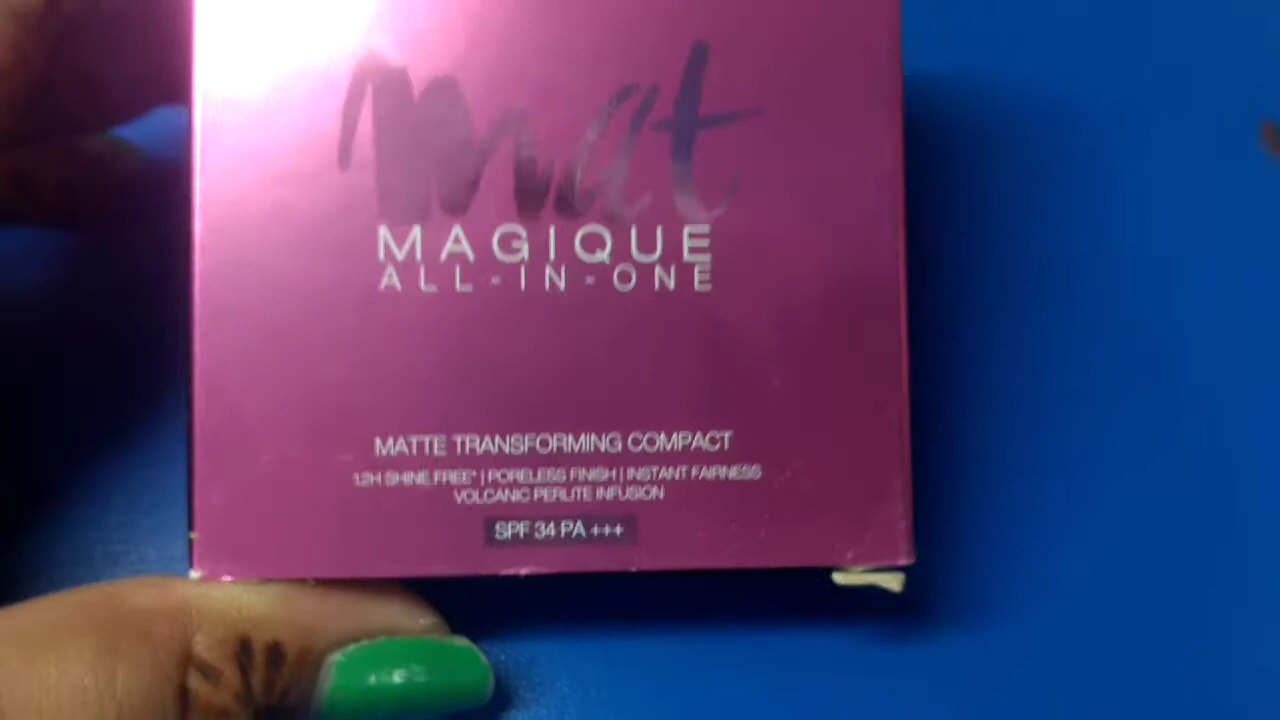 mat
MAGIQUE
ALL-IN-ONE
MATTE TRANSFORMING COMPACT
12H SHINE FREE* | PORELESS FINISH | INSTANT FAIRNESS
VOLCANIC PERLITE INFUSION
SPF 34 PA +++